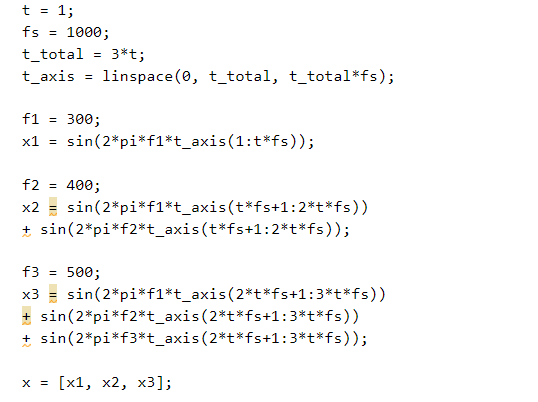 t = 1;
fs = 1000;
t_total = 3*t;
t_axis = linspace(0, t_total, t_total*fs);
f1 = 300;
x1 = sin(2*pi*f1*t_axis(1:t*fs));
f2 = 400;
x2 = sin(2*pi*f1*t_axis(t*fs+1:2*t*fs))
+ sin(2*pi*f2*t_axis(t*fs+1:2*t*fs));
f3 = 500;
x3 = sin(2*pi*f1*t_axis(2*t*fs+1:3*t*fs))
+ sin(2*pi*f2*t_axis(2*t*fs+1:3*t*fs))
+ sin(2*pi*f3*t_axis(2*t*fs+1:3*t*fs));
x = [x1, x2, x3];